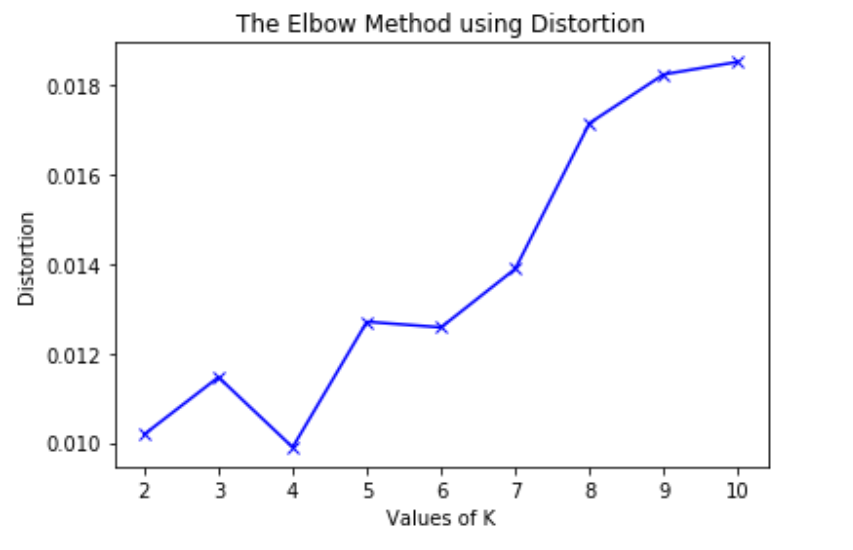 The Elbow Method using Distortion
0.018
0.016
0.014
0.012
0.010
Distortion
2 3 4 5 6 7 8 9 10
Values of K